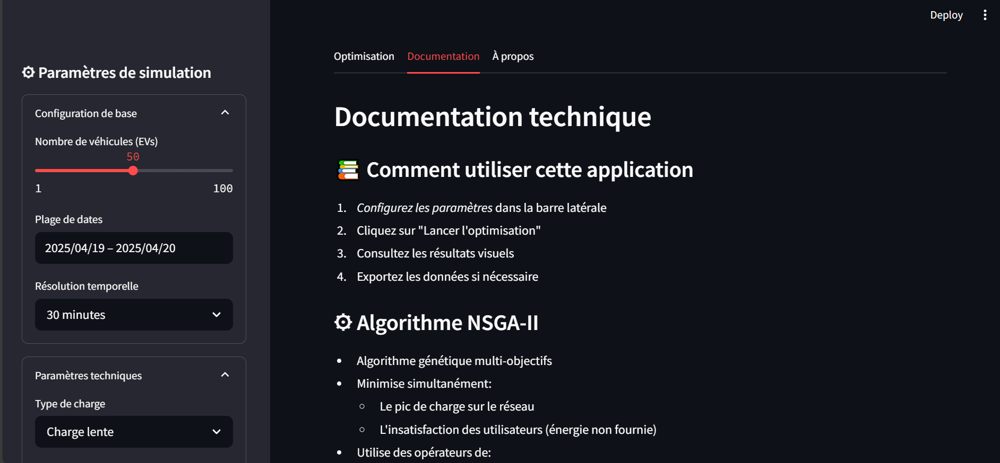 Deploy
⚙ Paramètres de simulation
Configuration de base
Nombre de véhicules (EVs)
50
1 100
Plage de dates
2025/04/19 – 2025/04/20
Résolution temporelle
30 minutes
Paramètres techniques
Type de charge
Charge lente
Optimisation Documentation À propos
Documentation technique
📚 Comment utiliser cette application
1. Configurez les paramètres dans la barre latérale
2. Cliquez sur "Lancer l'optimisation"
3. Consultez les résultats visuels
4. Exportez les données si nécessaire
⚙ Algorithme NSGA-II
• Algorithme génétique multi-objectifs
• Minimise simultanément:
○ Le pic de charge sur le réseau
○ L'insatisfaction des utilisateurs (énergie non fournie)
• Utilise des opérateurs de: